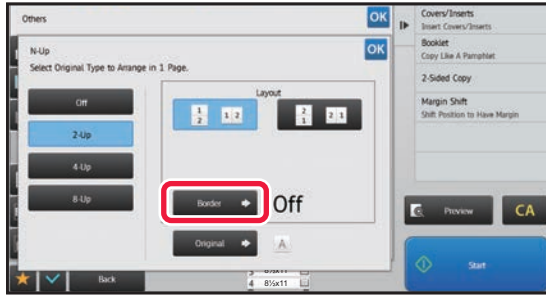 Others
OK
N-Up
OK
Select Original Type to Arrange in 1 Page.
Off
2-Up
4-Up
8-Up
Layout
1
2
1 2
2
1
2 1
Border
Off
Original
A
Back
4 8½x11
Covers/Inserts
Insert Covers/Inserts
Booklet
Copy Like A Pamphlet
2-Sided Copy
Margin Shift
Shift Position to Have Margin
Preview
CA
Start